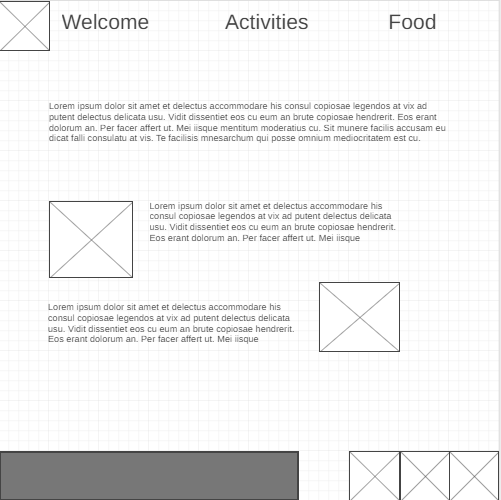 Welcome
Activities
Food
Lorem ipsum dolor sit amet et delectus accommodare his consul copiosae legendos at vix ad
putent delectus delicata usu. Vidit dissentiet eos cu eum an brute copiosae hendrerit. Eos erant
dolorum an. Per facer affert ut. Mei iisque mentitum moderatius cu. Sit munere facilis accusam eu
dicat falli consulatu at vis. Te facilisis mnesarchum qui posse omnium mediocritatem est cu.
Lorem ipsum dolor sit amet et delectus accommodare his
consul copiosae legendos at vix ad putent delectus delicata
usu. Vidit dissentiet eos cu eum an brute copiosae hendrerit.
Eos erant dolorum an. Per facer affert ut. Mei iisque
Lorem ipsum dolor sit amet et delectus accommodare his
consul copiosae legendos at vix ad putent delectus delicata
usu. Vidit dissentiet eos cu eum an brute copiosae hendrerit.
Eos erant dolorum an. Per facer affert ut. Mei iisque